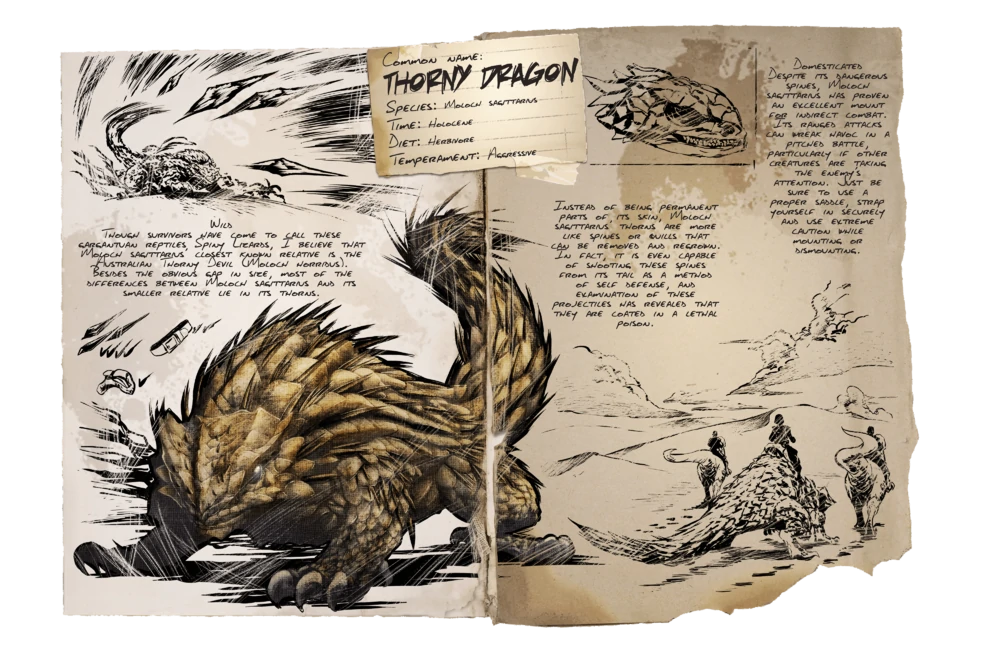 Common name:
Thorny Dragon
Species: Moloch sagittarius
Time: Holocene
Diet: Herbivore
Temperament: Aggressive
Wild
Though survivors have come to call these
gargantuan reptiles, Spiny Lizards, I believe that
Moloch sagittarius closest known relative is the
Australian Thorny Devil (Moloch horridus).
Besides the obvious gap in size, most of the
differences between Moloch sagittarius and its
smaller relative lie in its thorns.
Instead of being permanent
parts of its skin, Moloch
sagittarius' thorns are more
like spines or quills that
can be removed and regrown.
In fact, it is even capable
of shooting these spines
from its tail as a method
of self defense, and
examination of these
projectiles was revealed that
they are coated in a lethal
poison.
Domesticated
Despite its dangerous
spines, Moloch
sagittarius was proven
an excellent mount
for indirect combat.
Its ranged attacks
can wreak havoc in a
pitched battle,
particularly if other
creatures are taking
the enemy's
attention. Just be
sure to use a
proper saddle, strap
yourself in securely
and use extreme
caution while
mounting or
dismounting.